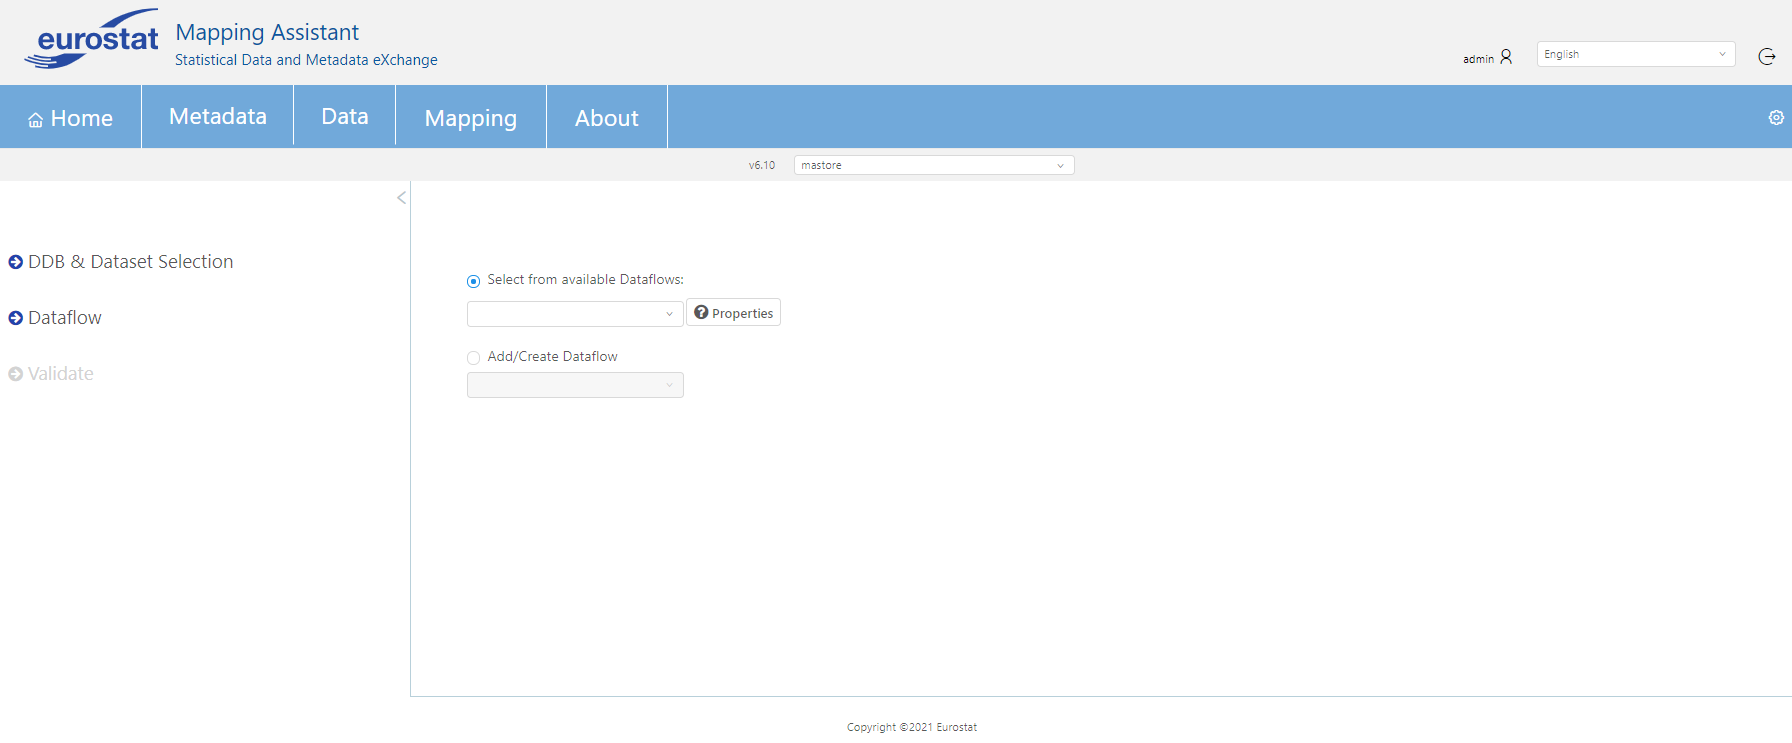 eurostat
Mapping Assistant
Statistical Data and Metadata eXchange
admin
English
Home
Metadata
Data
Mapping
About
v6.10
mastore
DDB & Dataset Selection
Dataflow
Validate
Select from available Dataflows:
Properties
Add/Create Dataflow
Copyright ©2021 Eurostat